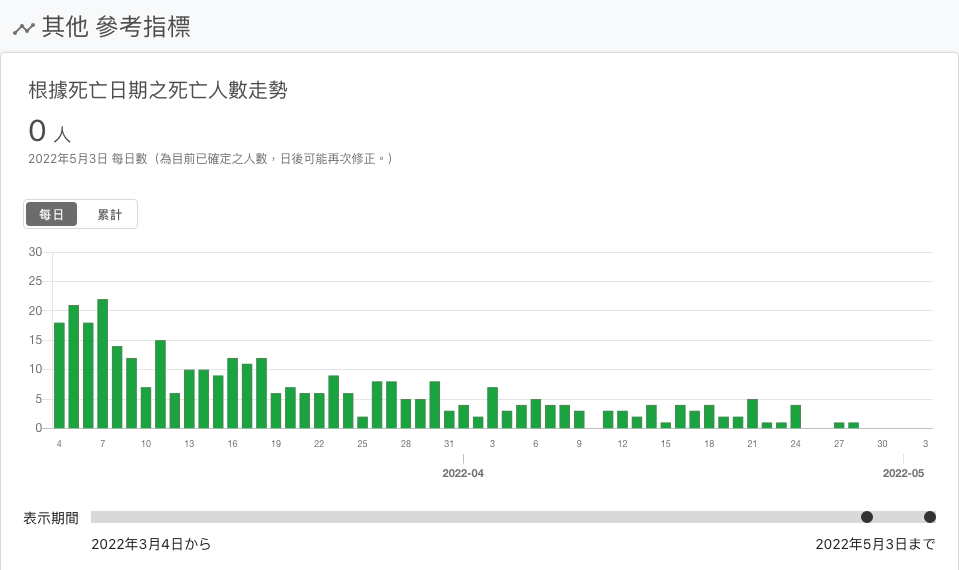 其他 參考指標
根據死亡日期之死亡人數走勢
0 人
2022年5月3日 每日數（為目前已確定之人數，日後可能再次修正。）
每日 累計
30
25
20
15
10
5
0
4 7 10 13 16 19 22 25 28 31 3 6 9 12 15 18 21 24 27 30 3
2022-04 2022-05
表示期間
2022年3月4日から 2022年5月3日まで